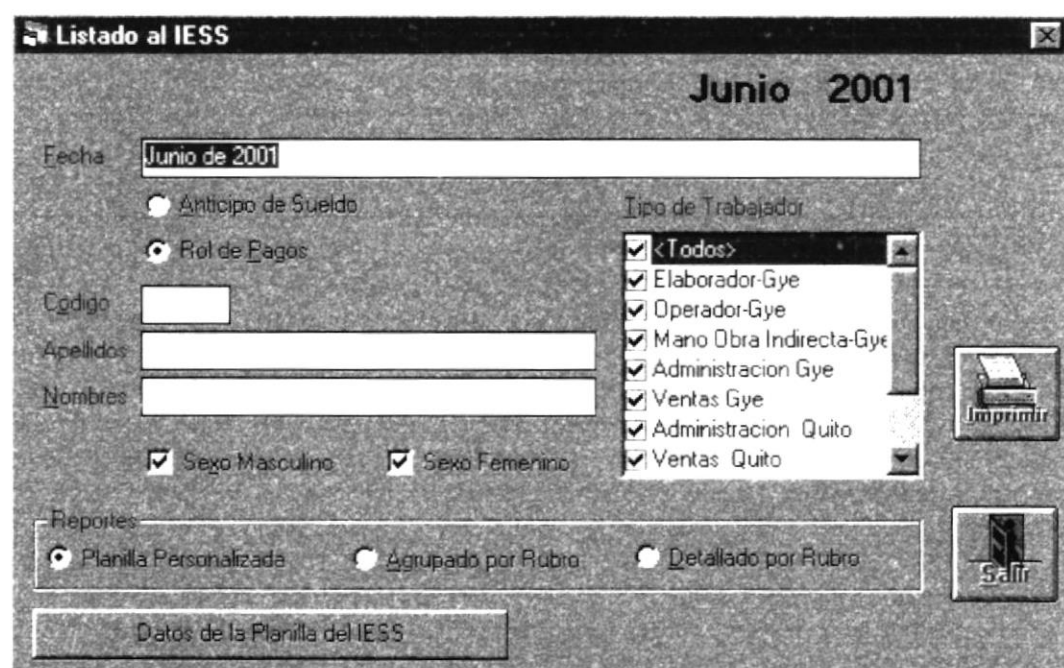 Listado al IESS
Junio 2001
Fecha Junio de 2001
Anticipo de Sueldo
Rol de Pagos
Tipo de Trabajador
<Todos>
Elaborador-Gye
Operador-Gye
Mano Obra Indirecta-Gye
Administracion Gye
Ventas Gye
Administracion Quito
Ventas Quito
Codigo
Apellidos
Nombres
Sexo Masculino Sexo Femenino
Imprimir
Reportes
Planilla Personalizada Agrupado por Rubro Detallado por Rubro
Salir
Datos de la Planilla del IESS